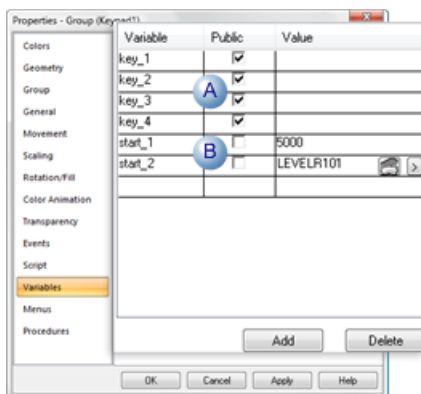 Properties - Group (Keypad1)
Colors
Geometry
Group
General
Movement
Scaling
Rotation/Fill
Color Animation
Transparency
Events
Script
Variables
Menus
Procedures
Variable Public Value
key_1
key_2
key_3
key_4
A
start_1 5000
B
start_2 LEVELR101 >
Add Delete
OK Cancel Apply Help